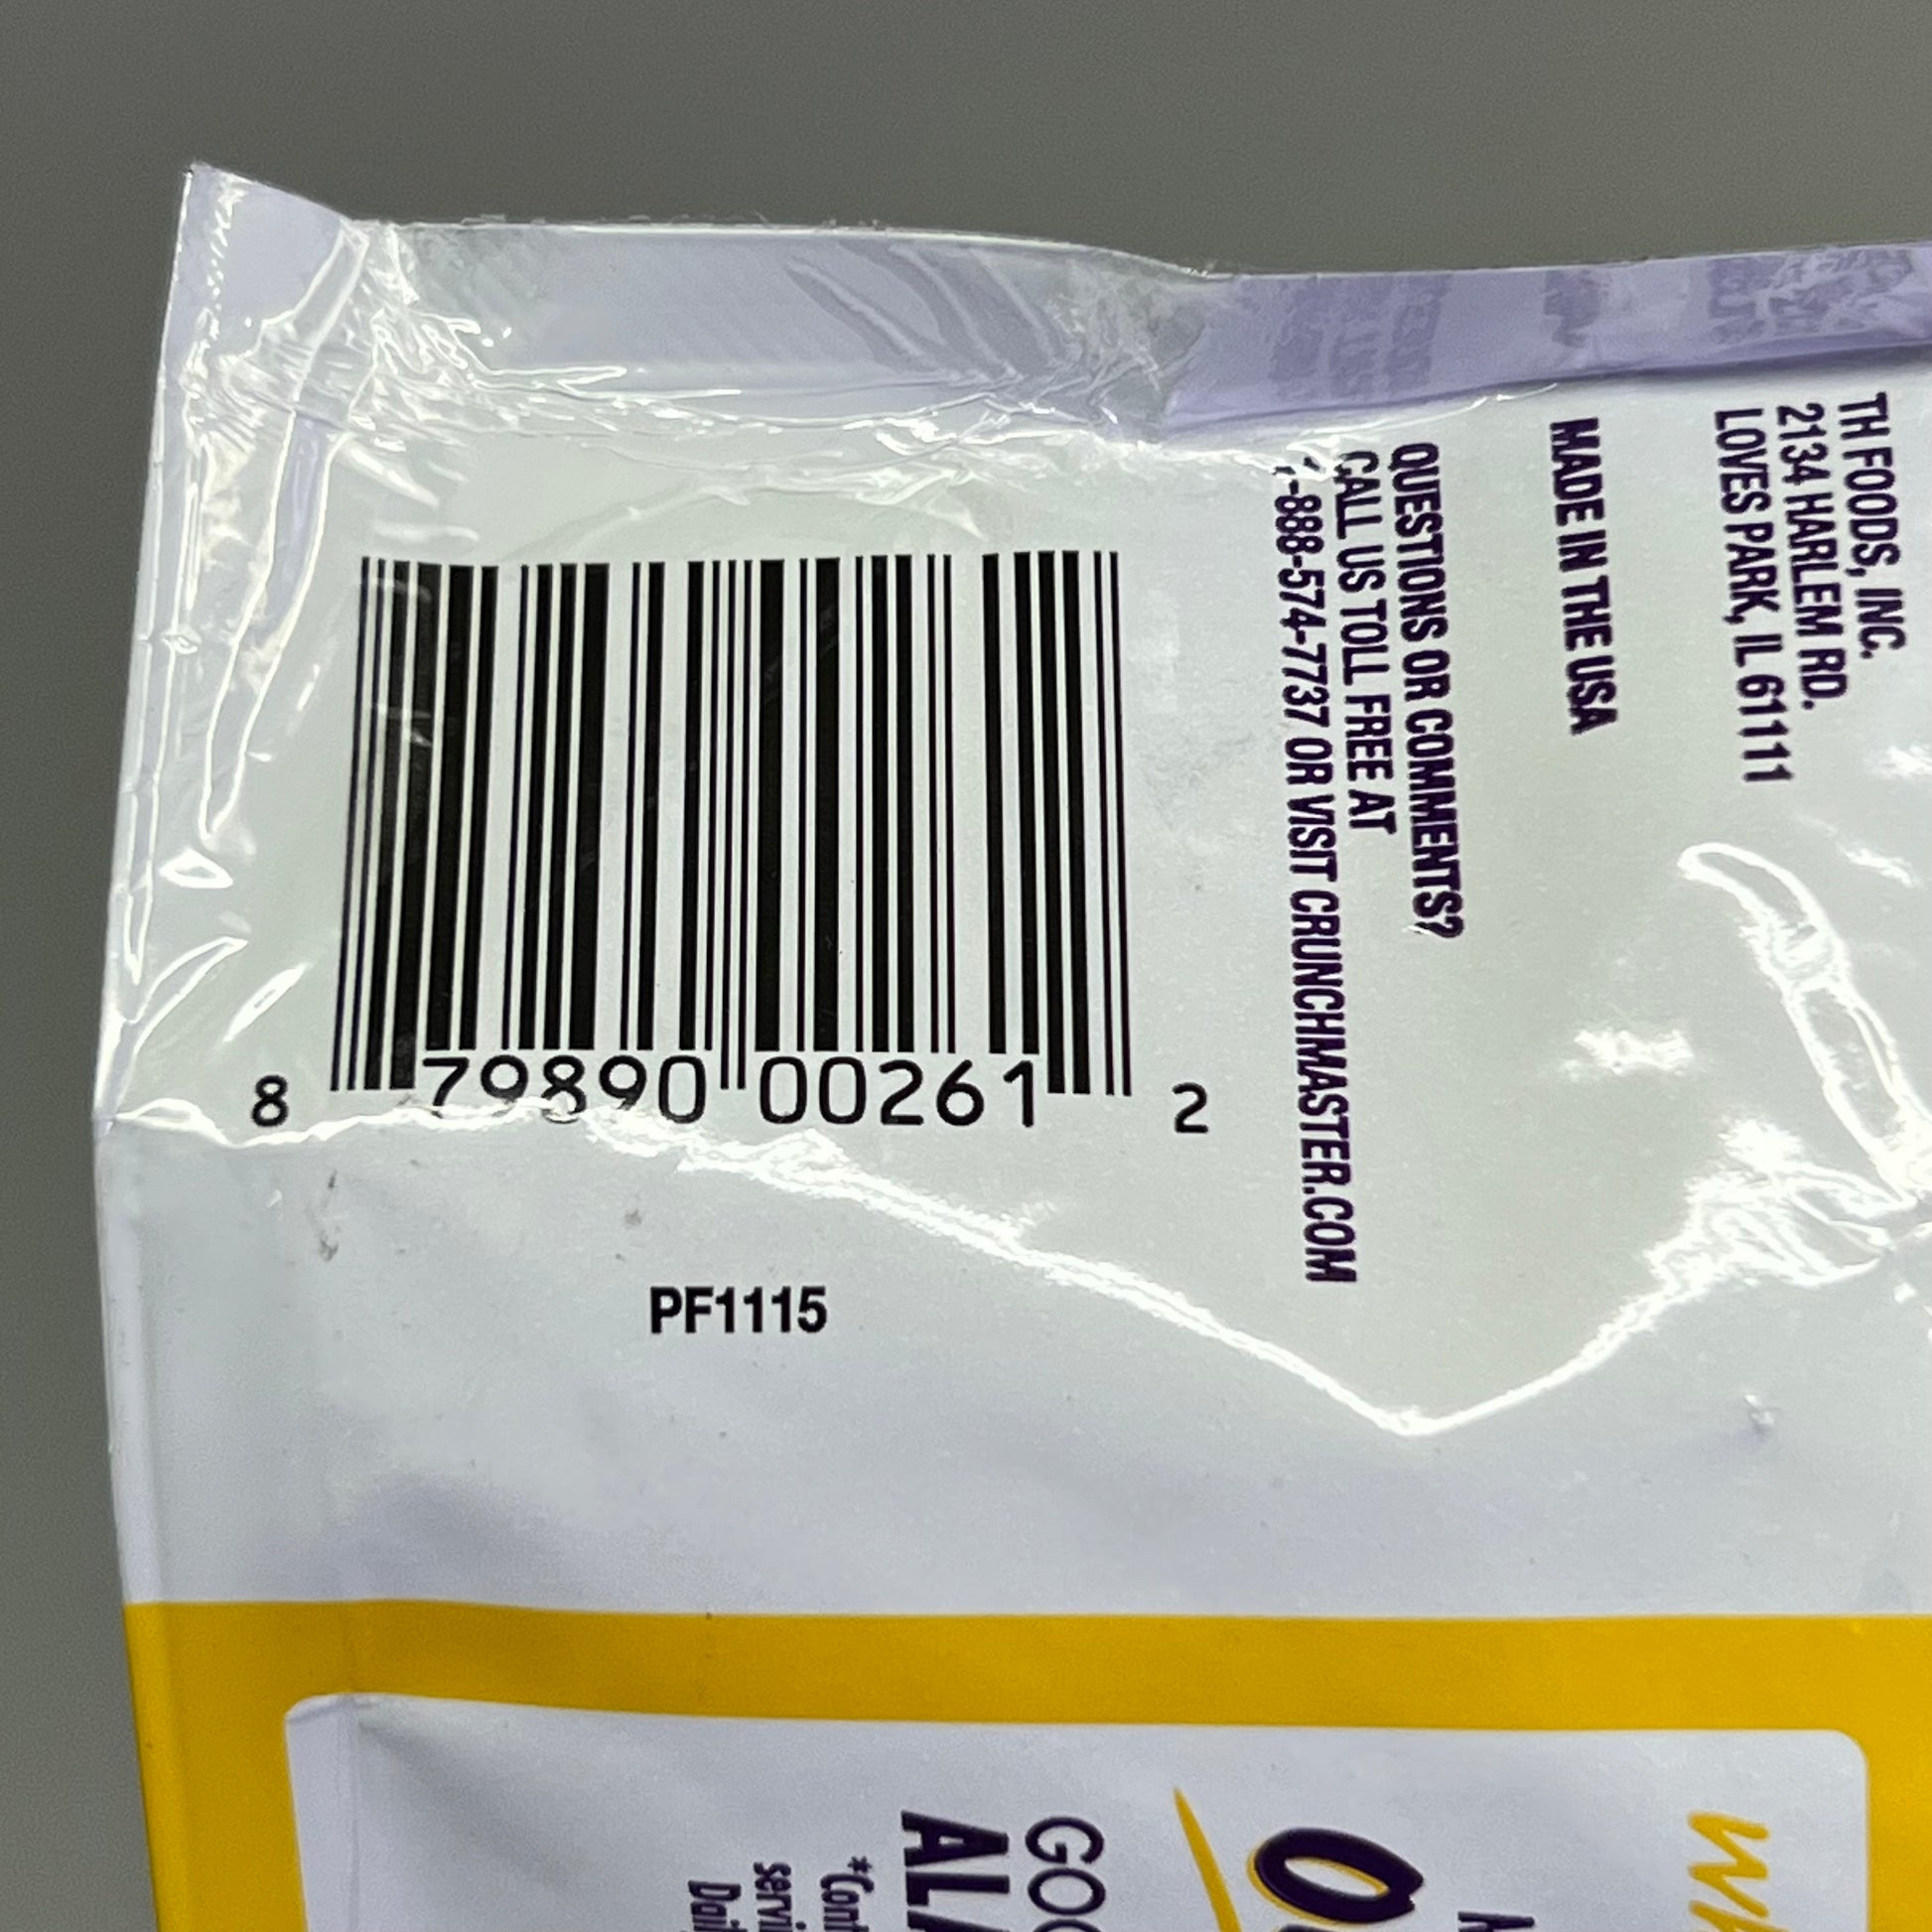 8 79890 00261 2
PF1115
TH FOODS, INC.
2134 HARLEM RD.
LOVES PARK, IL 61111
MADE IN THE USA
QUESTIONS OR COMMENTS?
CALL US TOLL FREE AT
1-888-574-7737 OR VISIT CRUNCHMASTER.COM